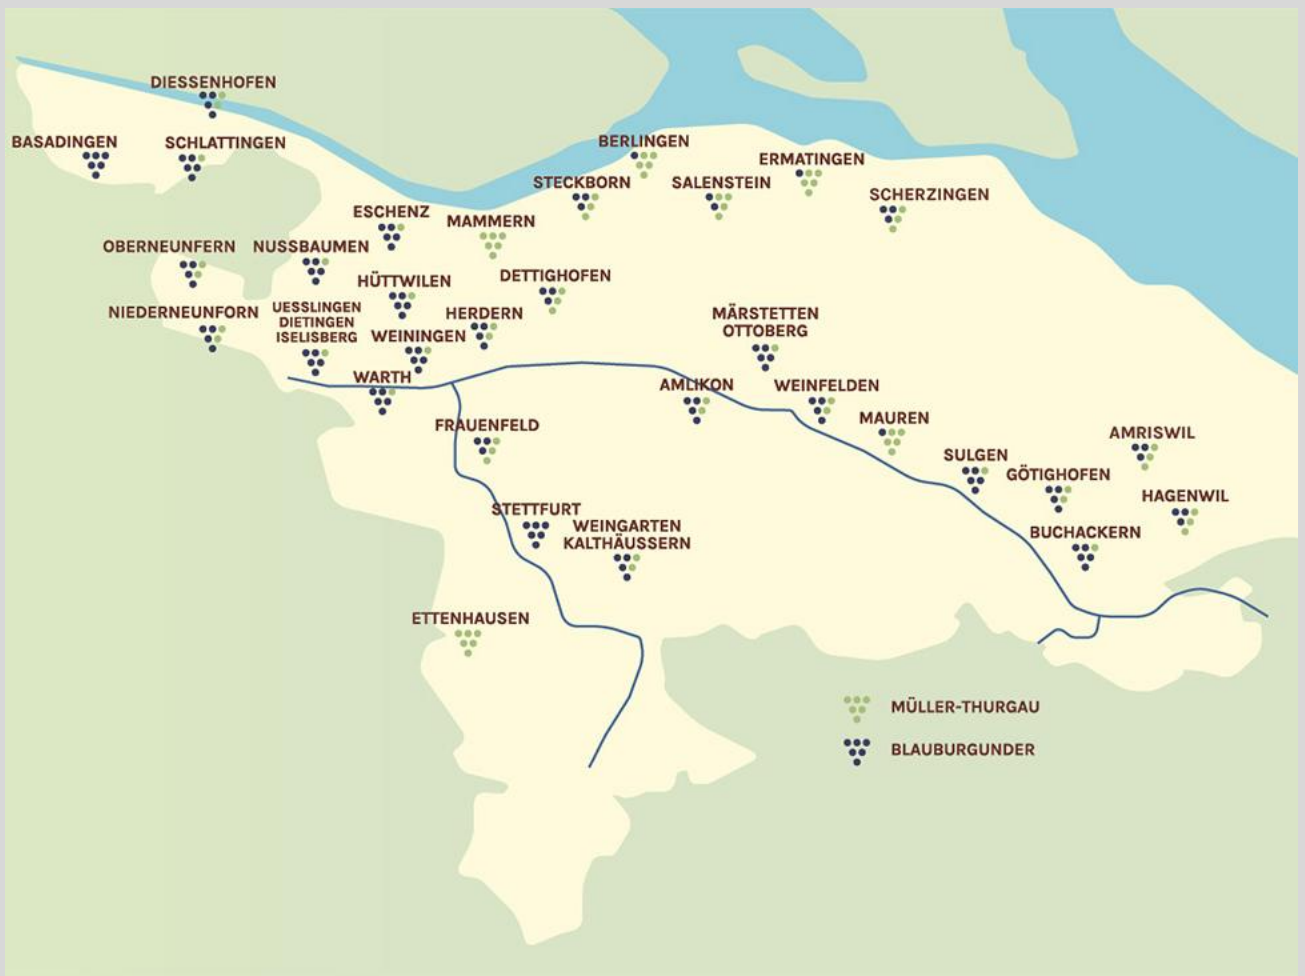 DIESSENHOFEN
BASADINGEN
SCHLATTINGEN
BERLINGEN
ERMATINGEN
STECKBORN
SALENSTEIN
SCHERZINGEN
ESCHENZ
MAMMERN
OBERNEUNFERN
NUSSBAUMEN
HÜTTWILEN
DETTIGHOFEN
NIEDERNEUNFORN
UESSLINGEN
DIETINGEN
ISELISBERG
HERDERN
WEININGEN
MÄRSTETTEN
OTTOBERG
WARTH
AMLIKON
WEINFELDEN
FRAUENFELD
MAUREN
AMRISWIL
SULGEN
GÖTIGHOFEN
HAGENWIL
STETTFURT
WEINGARTEN
KALTHÄUSSERN
BUCHACKERN
ETTENHAUSEN
MÜLLER-THURGAU
BLAUBURGUNDER